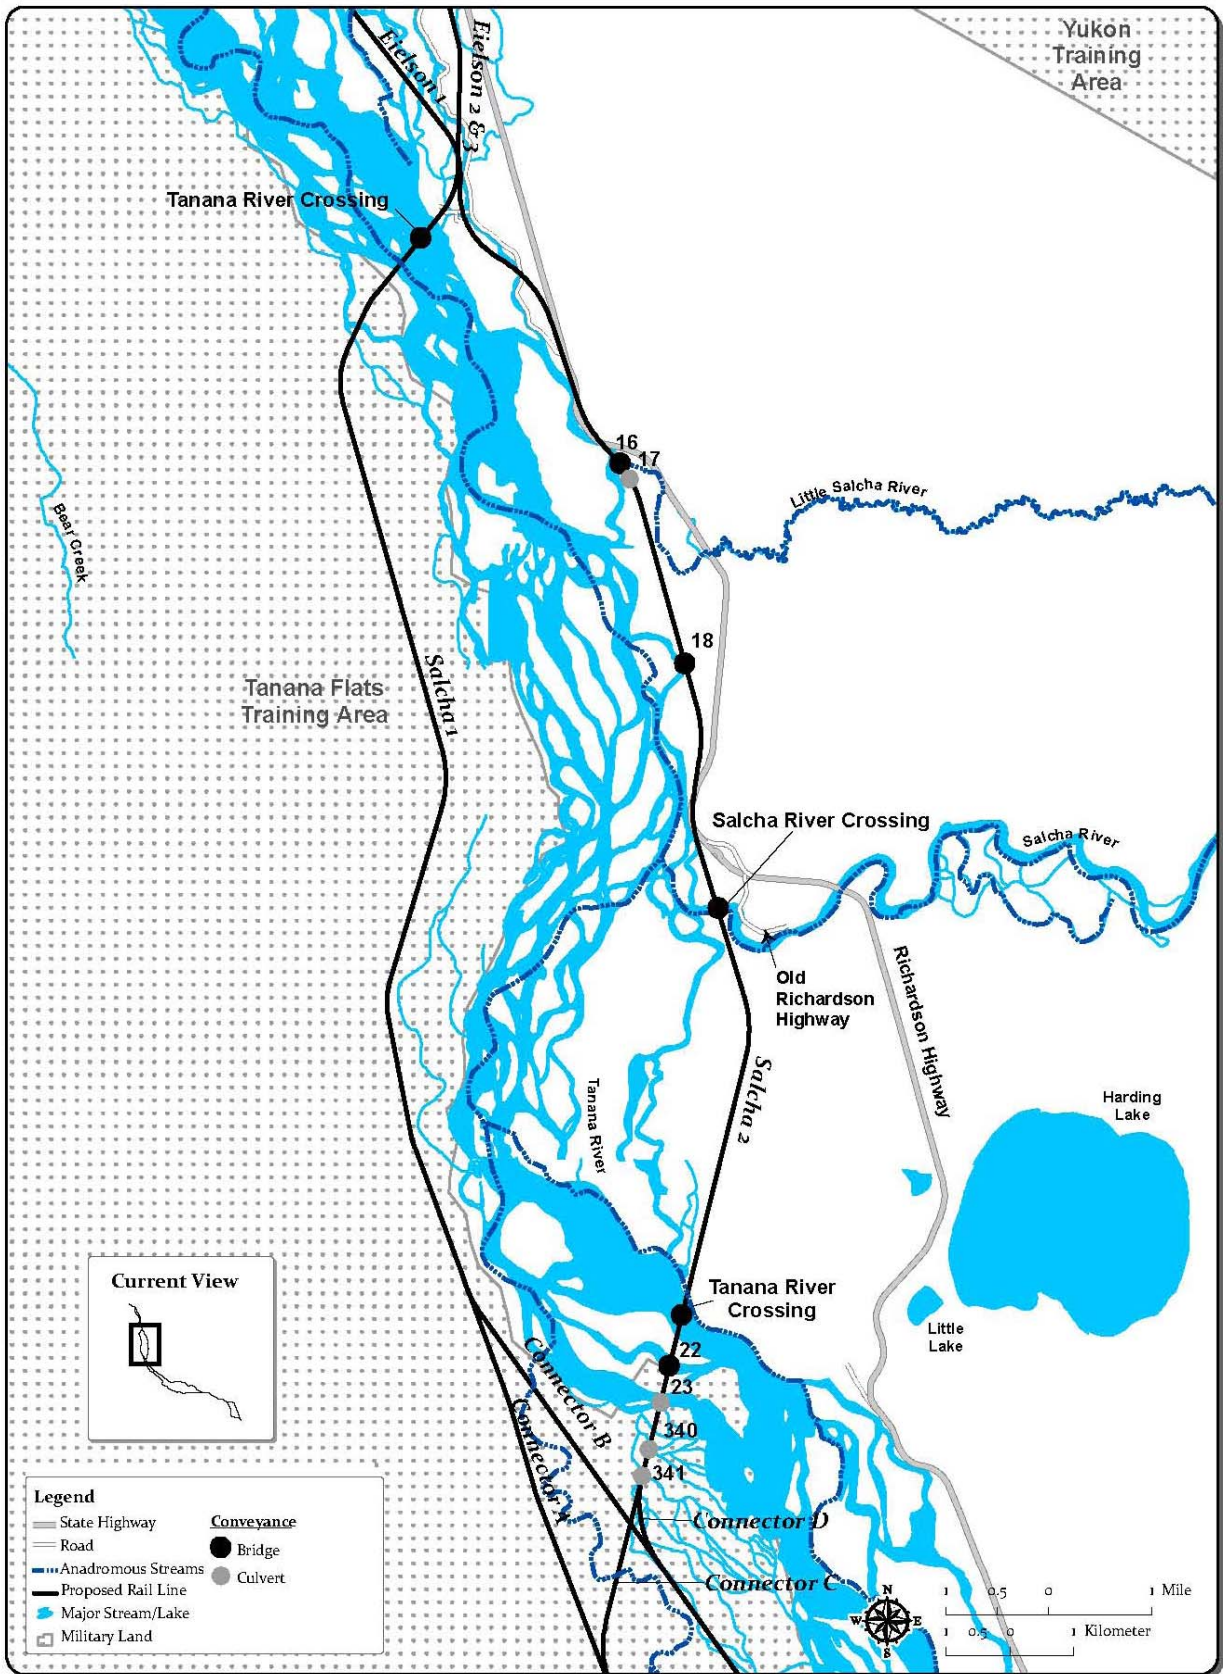 Yukon
Training
Area
Eielson 1
Eielson 2 & 3
Tanana River Crossing
16
17
Little Salcha River
Bear Creek
18
Salcha 1
Tanana Flats
Training Area
Salcha River Crossing
Salcha River
Old
Richardson
Highway
Richardson Highway
Salcha 2
Tanana River
Harding
Lake
Current View
Tanana River
Crossing
Little
Lake
22
23
Connector B
Connector A
340
341
Connector D
Connector C
Legend
State Highway
Road
Anadromous Streams
Proposed Rail Line
Major Stream/Lake
Military Land
Conveyance
Bridge
Culvert
N
W E
S
1 0.5 0 1 Mile
1 0.5 0 1 Kilometer